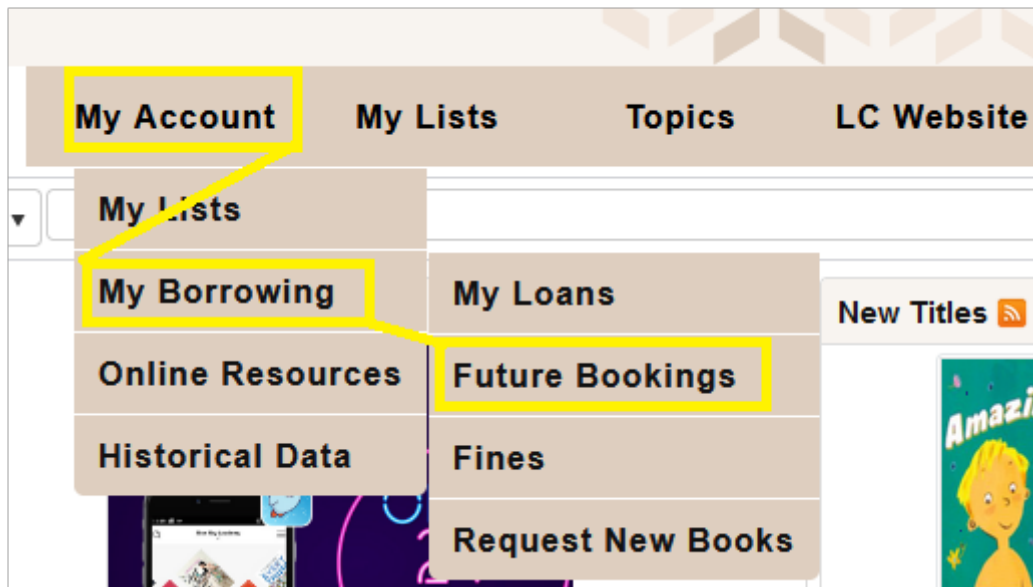 My Account
My Lists
Topics
LC Website
My Lists
My Borrowing
Online Resources
Historical Data
My Loans
Future Bookings
Fines
Request New Books
New Titles